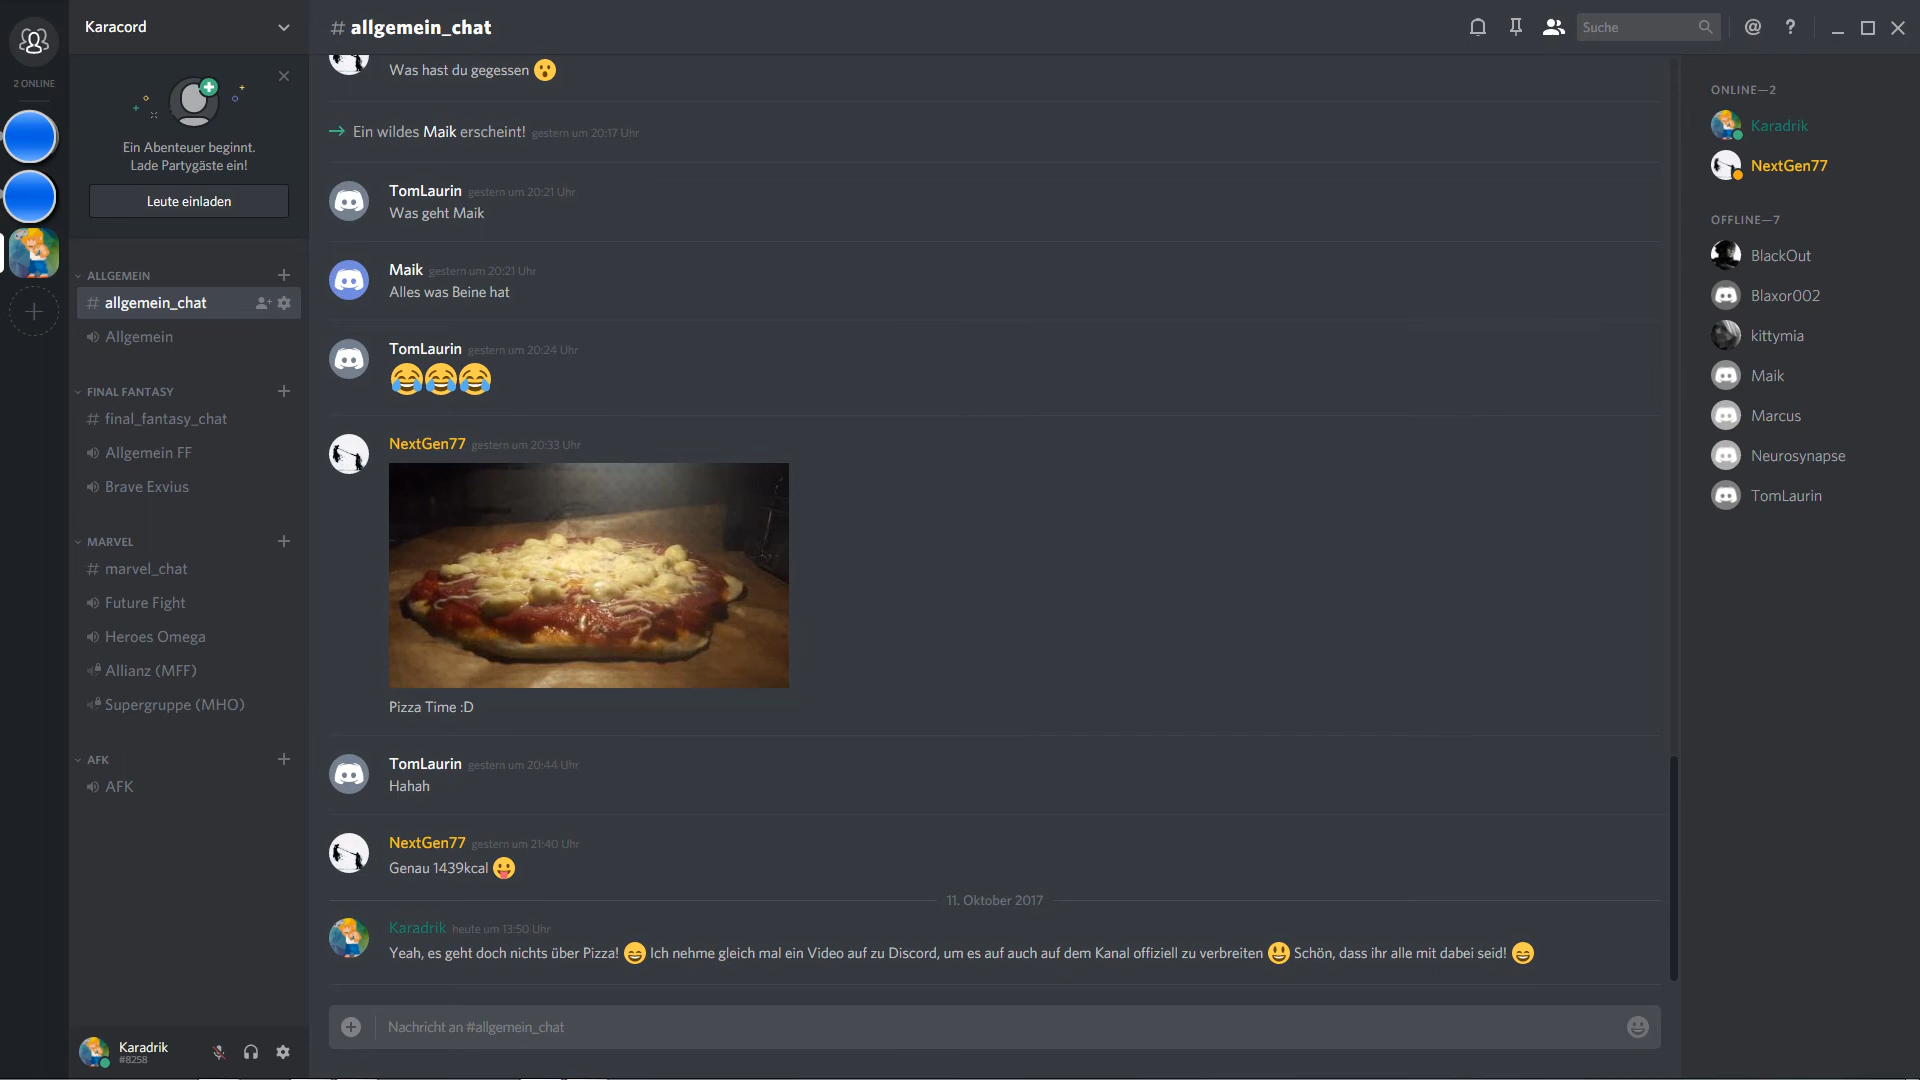 Karacord
# allgemein_chat
Suche
2 ONLINE
Ein Abenteuer beginnt.
Lade Partygäste ein!
Leute einladen
ALLGEMEIN
# allgemein_chat
Allgemein
FINAL FANTASY
# final_fantasy_chat
Allgemein FF
Brave Exvius
MARVEL
# marvel_chat
Future Fight
Heroes Omega
Allianz (MFF)
Supergruppe (MHO)
AFK
AFK
Karadrik
#8258
Was hast du gegessen 😮
Ein wildes Maik erscheint! gestern um 20:17 Uhr
TomLaurin gestern um 20:21 Uhr
Was geht Maik
Maik gestern um 20:21 Uhr
Alles was Beine hat
TomLaurin gestern um 20:24 Uhr
😂😂😂
NextGen77 gestern um 20:33 Uhr
Pizza Time :D
TomLaurin gestern um 20:44 Uhr
Hahah
NextGen77 gestern um 21:40 Uhr
Genau 1439kcal 😛
11. Oktober 2017
Karadrik heute um 13:50 Uhr
Yeah, es geht doch nichts über Pizza! 😄 Ich nehme gleich mal ein Video auf zu Discord, um es auf auch auf dem Kanal offiziell zu verbreiten 😃 Schön, dass ihr alle mit dabei seid! 😄
Nachricht an #allgemein_chat
ONLINE—2
Karadrik
NextGen77
OFFLINE—7
BlackOut
Blaxor002
kittymia
Maik
Marcus
Neurosynapse
TomLaurin